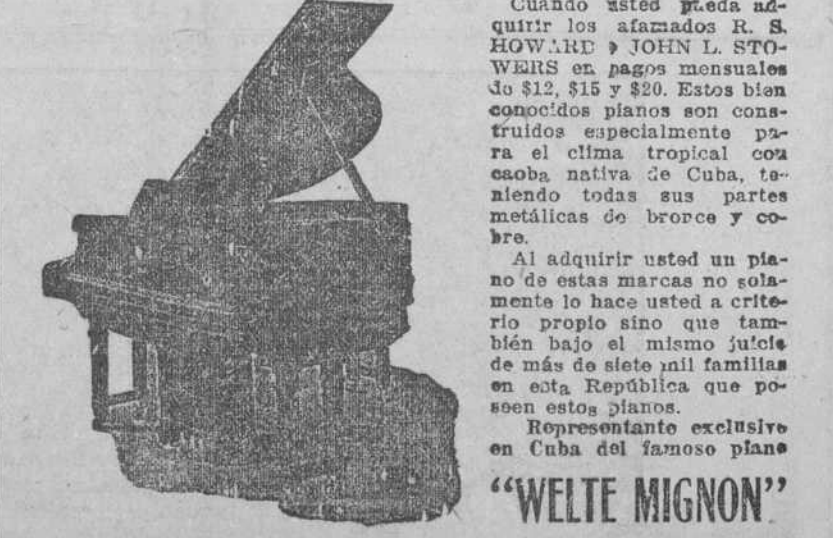 Cuando usted pueda ad-
quirir los afamados R. S.
HOWARD y JOHN L. STO-
WERS en pagos mensuales
do $12, $15 y $20. Estos bien
conocidos pianos son cons-
truidos especialmente pa-
ra el clima tropical con
caoba nativa de Cuba, te-
niendo todas sus partes
metálicas de bronce y co-
bre.
Al adquirir usted un pia-
no de estas marcas no sola-
mente lo hace usted a crite-
rio propio sino que tam-
bién bajo el mismo juicio
de más de siete mil familias
en esta República que po-
seen estos pianos.
Representante exclusivo
en Cuba del famoso piano
"WELTE MIGNON"